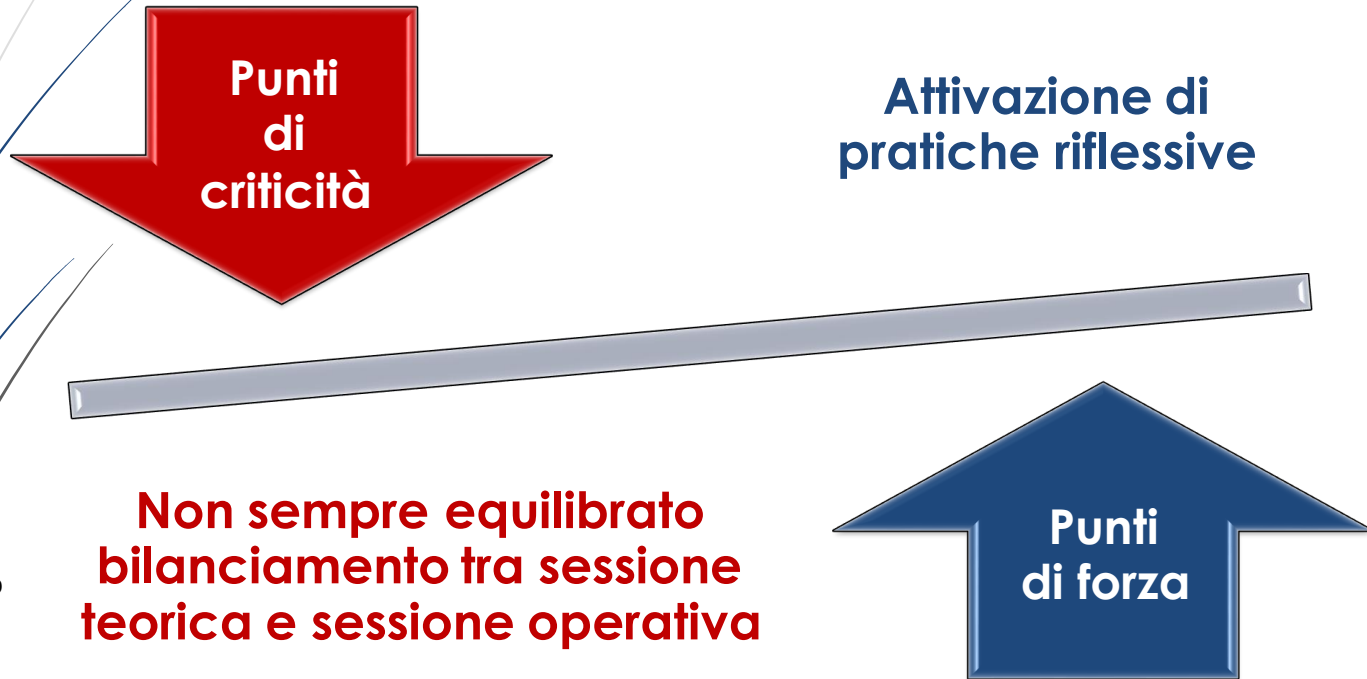 Punti
di
criticità
Attivazione di
pratiche riflessive
Non sempre equilibrato
bilanciamento tra sessione
teorica e sessione operativa
Punti
di forza